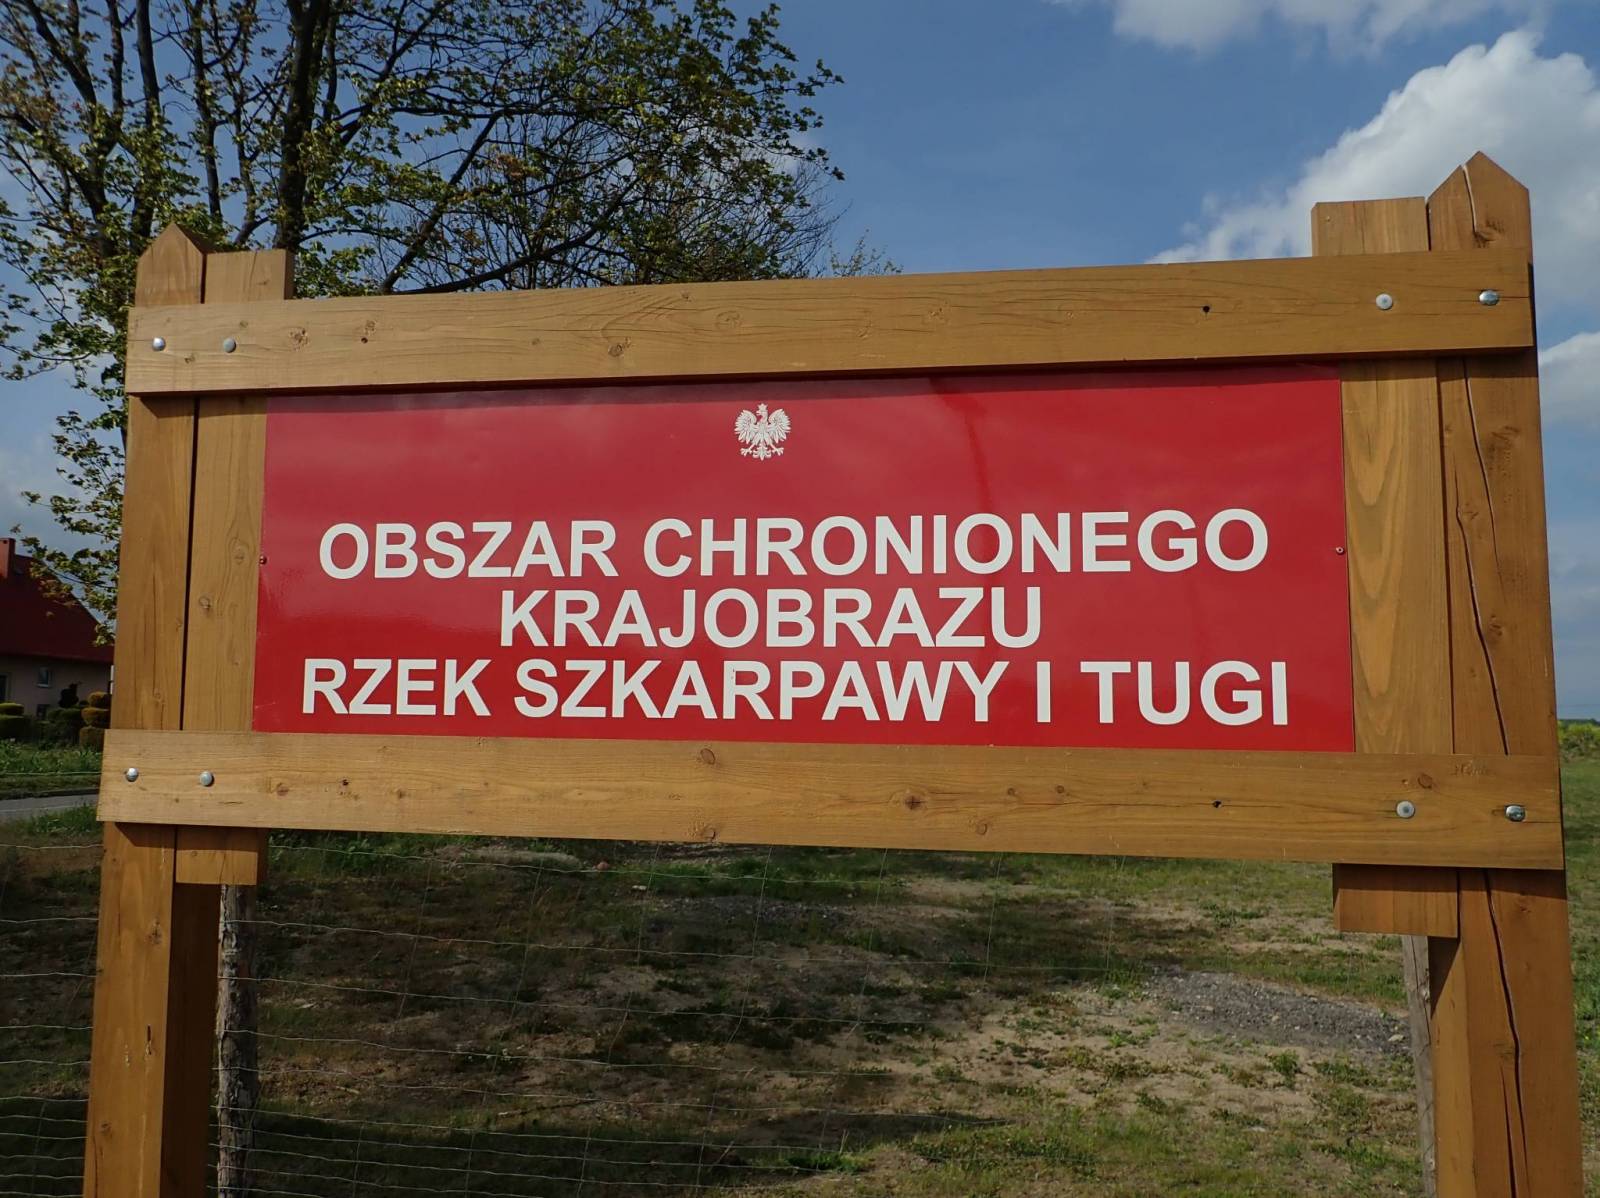 OBSZAR CHRONIONEGO
KRAJOBRAZU
RZEK SZKARPAWY I TUGI